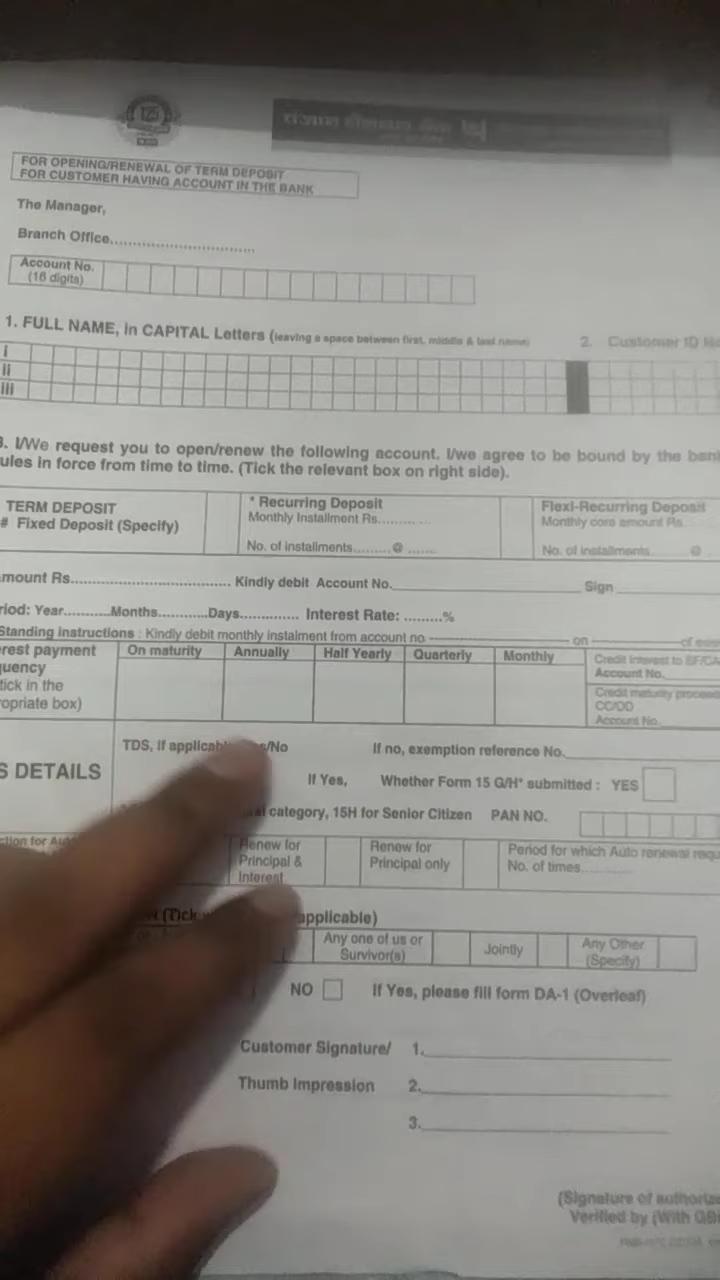 125
पंजाब नैशनल बैंक
FOR OPENING/RENEWAL OF TERM DEPOSIT
FOR CUSTOMER HAVING ACCOUNT IN THE BANK
The Manager,
Branch Office..............................
Account No.
(16 digits)
1. FULL NAME, in CAPITAL Letters (leaving a space between first, middle & last name) 2. Customer ID
i
ii
iii
3. I/We request you to open/renew the following account. I/we agree to be bound by the
ules in force from time to time. (Tick the relevant box on right side).
TERM DEPOSIT * Recurring Deposit Flexi-Recurring Deposit
# Fixed Deposit (Specify) Monthly Installment Rs........... Monthly core amount Rs.
No. of installments.........@ ...... No. of installments. @
mount Rs.................................. Kindly debit Account No.__________ Sign
riod: Year..........Months............Days.............. Interest Rate: .........%
Standing instructions : Kindly debit monthly instalment from account no __________ on
rest payment On maturity Annually Half Yearly Quarterly Monthly Credit interest to
quency Account No.
tick in the Credit maturity
opriate box) CC/OD
Account No.
TDS, if /No If no, exemption reference No.
S DETAILS If Yes, Whether Form 15 G/H* submitted : YES
category, 15H for Senior Citizen PAN NO.
Renew for Renew for Period for which Auto renewal
Principal & Principal only No. of times
Interest
(Tick applicable)
Any one of us or Jointly Any Other
Survivor(s) (Specify)
NO If Yes, please fill form DA-1 (Overleaf)
Customer Signature/ 1.
Thumb Impression 2.
3.
(Signature of
Verified by (With